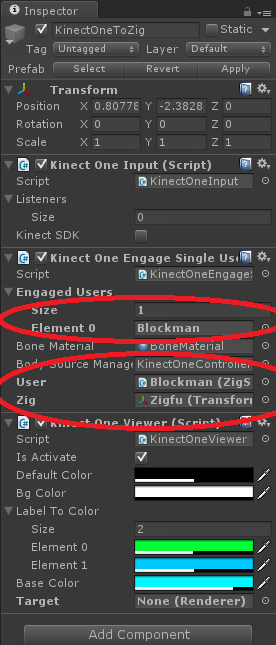 Inspector
KinectOneToZig Static
Tag Untagged Layer Default
Prefab Select Revert Apply
Transform
Position X 0.80778 Y -2.3828 Z 0
Rotation X 0 Y 0 Z 0
Scale X 1 Y 1 Z 1
Kinect One Input (Script)
Script KinectOneInput
Listeners
Size 0
Kinect SDK
Kinect One Engage Single Use
Script KinectOneEngageS
Engaged Users
Size 1
Element 0 Blockman
Bone Material BoneMaterial
Body Source Manage KinectOneController
User Blockman (ZigS
Zig Zigfu (Transform
Kinect One Viewer (Script)
Script KinectOneViewer
Is Activate
Default Color
Bg Color
Label To Color
Size 2
Element 0
Element 1
Base Color
Target None (Renderer)
Add Component